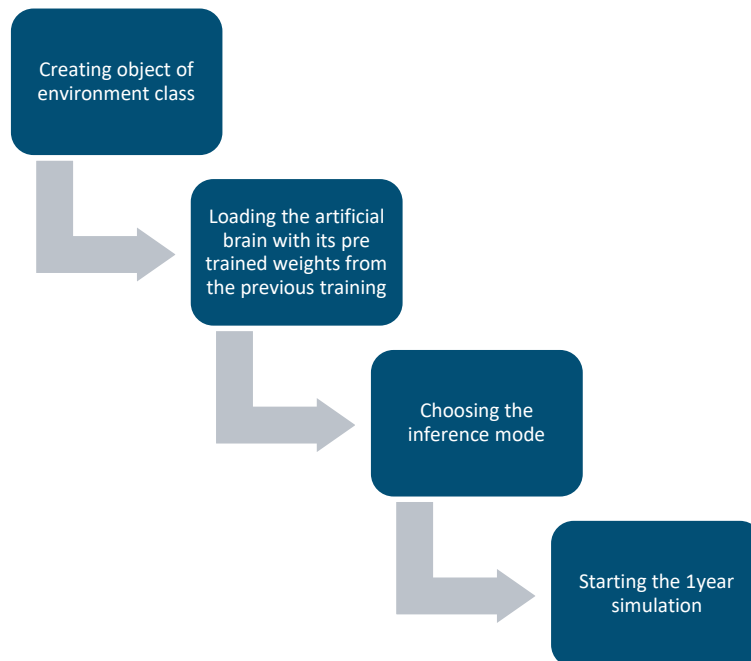 Creating object of
environment class
Loading the artificial
brain with its pre
trained weights from
the previous training
Choosing the
inference mode
Starting the 1year
simulation